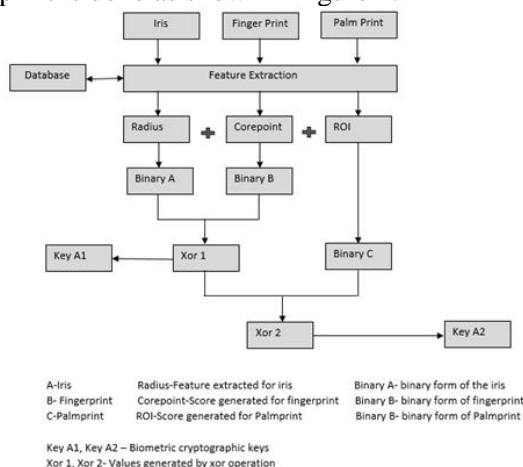 Iris Finger Print Palm Print
Database Feature Extraction
Radius Corepoint ROI
Binary A Binary B
Key A1 Xor 1 Binary C
Xor 2 Key A2
A-Iris Radius-Feature extracted for iris Binary A- binary form of the iris
B- Fingerprint Corepoint-Score generated for fingerprint Binary B- binary form of fingerprint
C-Palmprint ROI-Score generated for Palmprint Binary B- binary form of Palmprint
Key A1, Key A2 – Biometric cryptographic keys
Xor 1, Xor 2- Values generated by xor operation